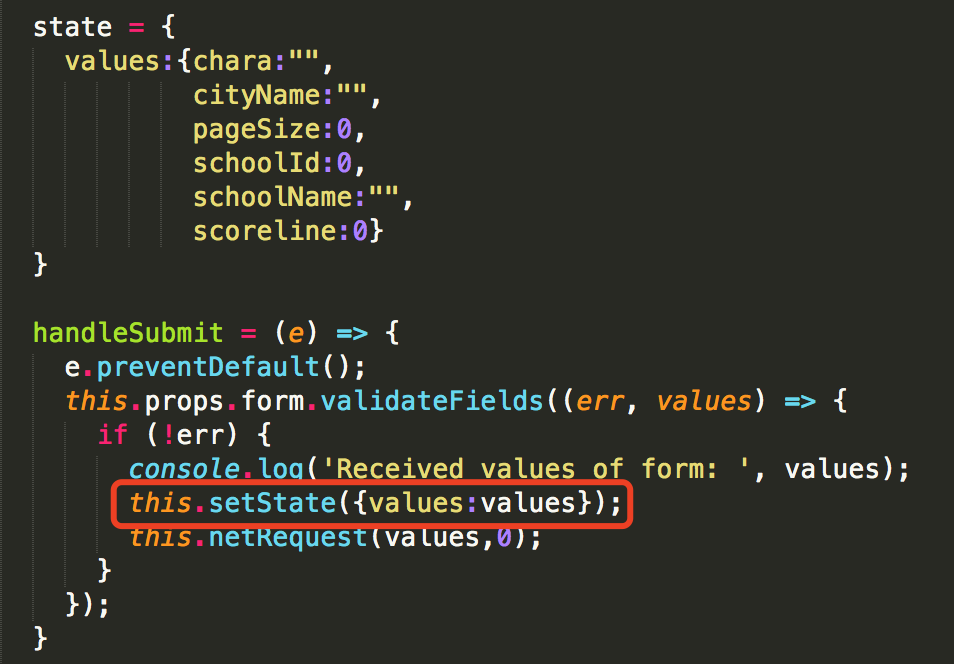 state = {
values:{chara:"",
cityName:"",
pageSize:0,
schoolId:0,
schoolName:"",
scoreline:0}
}
handleSubmit = (e) => {
e.preventDefault();
this.props.form.validateFields((err, values) => {
if (!err) {
console.log('Received values of form: ', values);
this.setState({values:values});
this.netRequest(values,0);
}
});
}